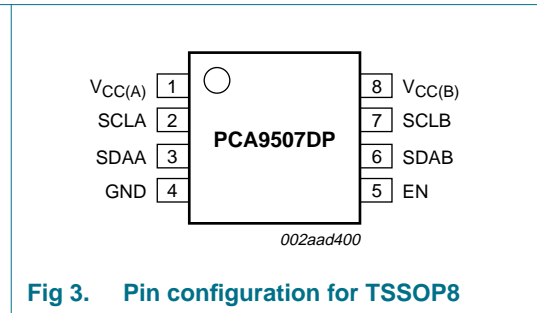 VCC(A) 1 8 VCC(B)
SCLA 2 7 SCLB
PCA9507DP
SDAA 3 6 SDAB
GND 4 5 EN
002aad400
Fig 3. Pin configuration for TSSOP8